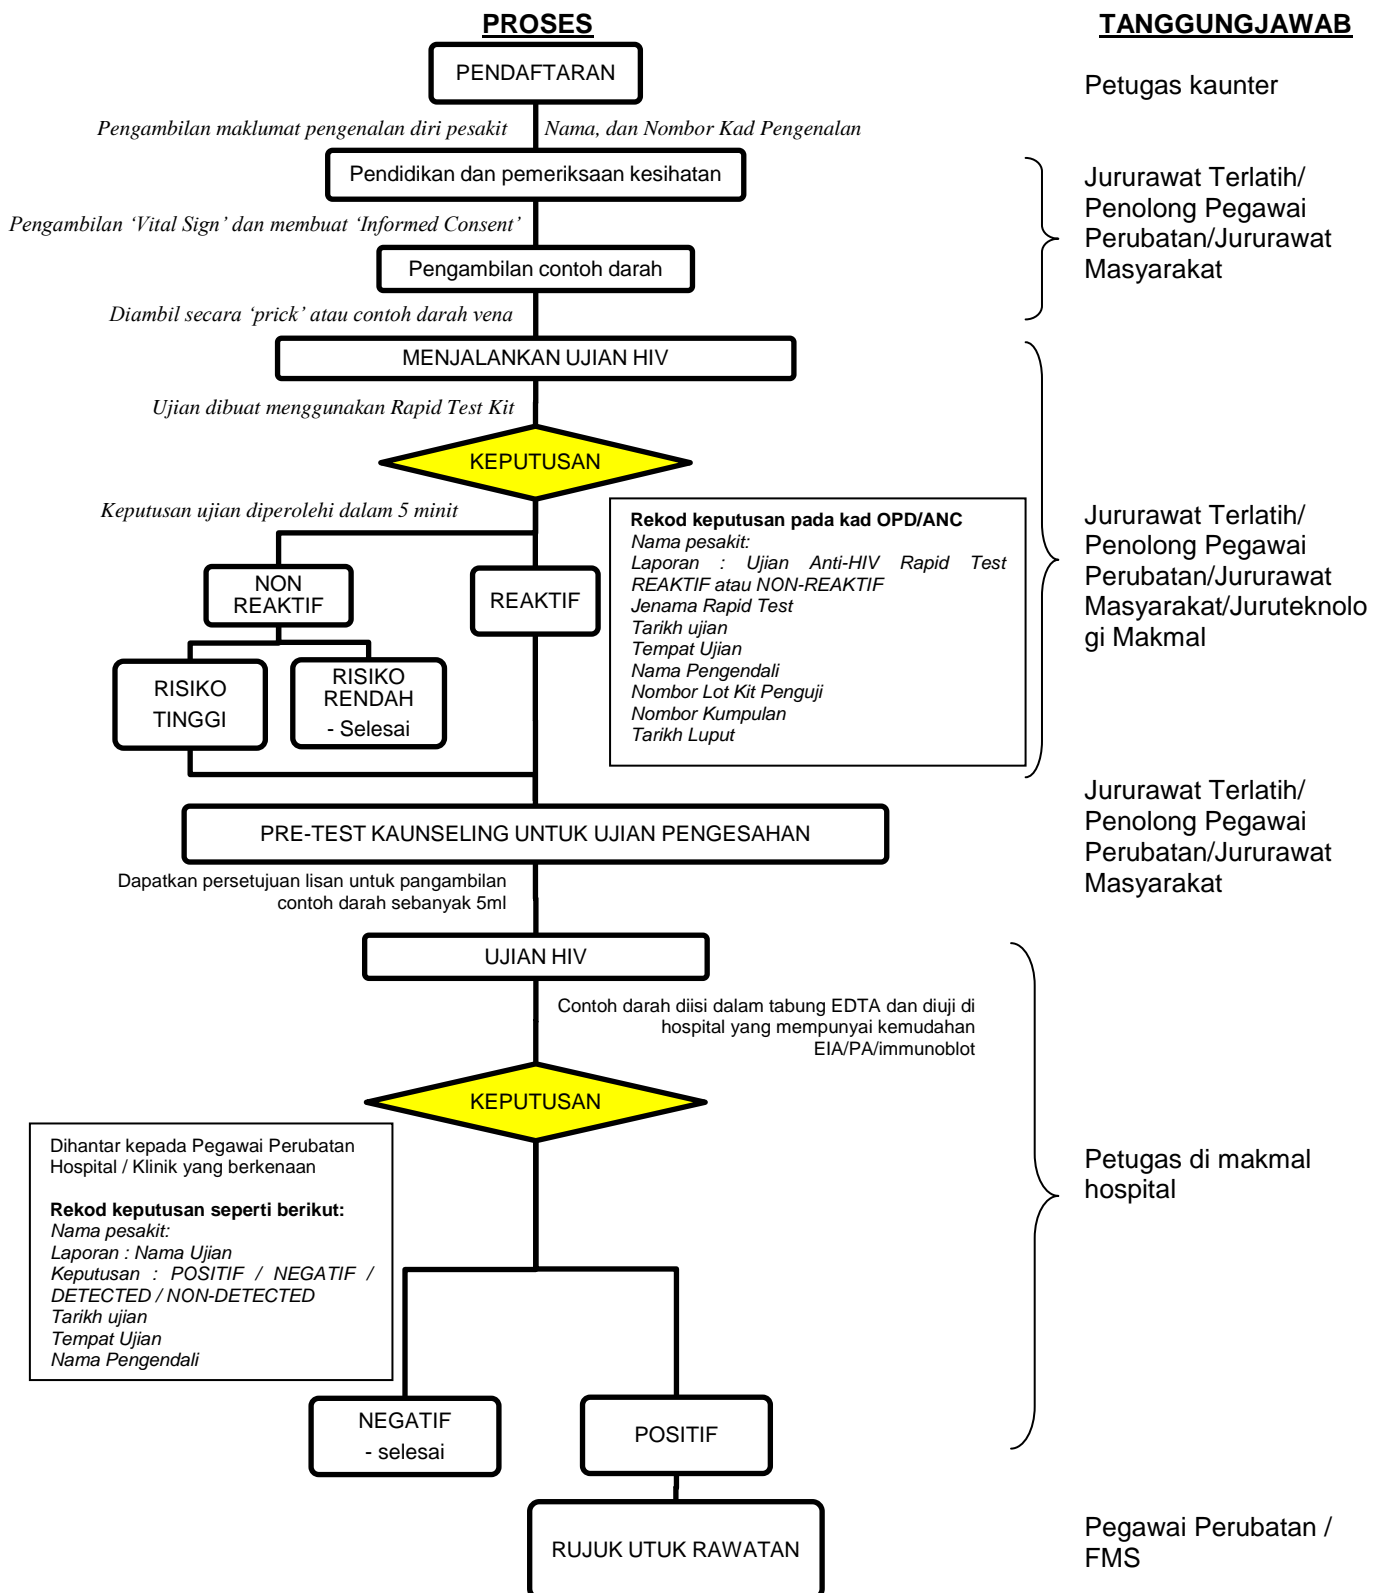 PROSES
TANGGUNGJAWAB
PENDAFTARAN
Petugas kaunter
Pengambilan maklumat pengenalan diri pesakit
Nama, dan Nombor Kad Pengenalan
Pendidikan dan pemeriksaan kesihatan
Jururawat Terlatih/
Penolong Pegawai
Perubatan/Jururawat
Masyarakat
Pengambilan ‘Vital Sign’ dan membuat ‘Informed Consent’
Pengambilan contoh darah
Diambil secara ‘prick’ atau contoh darah vena
MENJALANKAN UJIAN HIV
Ujian dibuat menggunakan Rapid Test Kit
KEPUTUSAN
Keputusan ujian diperolehi dalam 5 minit
Rekod keputusan pada kad OPD/ANC
Nama pesakit:
Laporan : Ujian Anti-HIV Rapid Test
REAKTIF atau NON-REAKTIF
Jenama Rapid Test
Tarikh ujian
Tempat Ujian
Nama Pengendali
Nombor Lot Kit Penguji
Nombor Kumpulan
Tarikh Luput
Jururawat Terlatih/
Penolong Pegawai
Perubatan/Jururawat
Masyarakat/Juruteknolo
gi Makmal
NON
REAKTIF
REAKTIF
RISIKO
TINGGI
RISIKO
RENDAH
- Selesai
PRE-TEST KAUNSELING UNTUK UJIAN PENGESAHAN
Jururawat Terlatih/
Penolong Pegawai
Perubatan/Jururawat
Masyarakat
Dapatkan persetujuan lisan untuk pangambilan
contoh darah sebanyak 5ml
UJIAN HIV
Contoh darah diisi dalam tabung EDTA dan diuji di
hospital yang mempunyai kemudahan
EIA/PA/immunoblot
KEPUTUSAN
Dihantar kepada Pegawai Perubatan
Hospital / Klinik yang berkenaan
Rekod keputusan seperti berikut:
Nama pesakit:
Laporan : Nama Ujian
Keputusan : POSITIF / NEGATIF /
DETECTED / NON-DETECTED
Tarikh ujian
Tempat Ujian
Nama Pengendali
Petugas di makmal
hospital
NEGATIF
- selesai
POSITIF
RUJUK UTUK RAWATAN
Pegawai Perubatan /
FMS